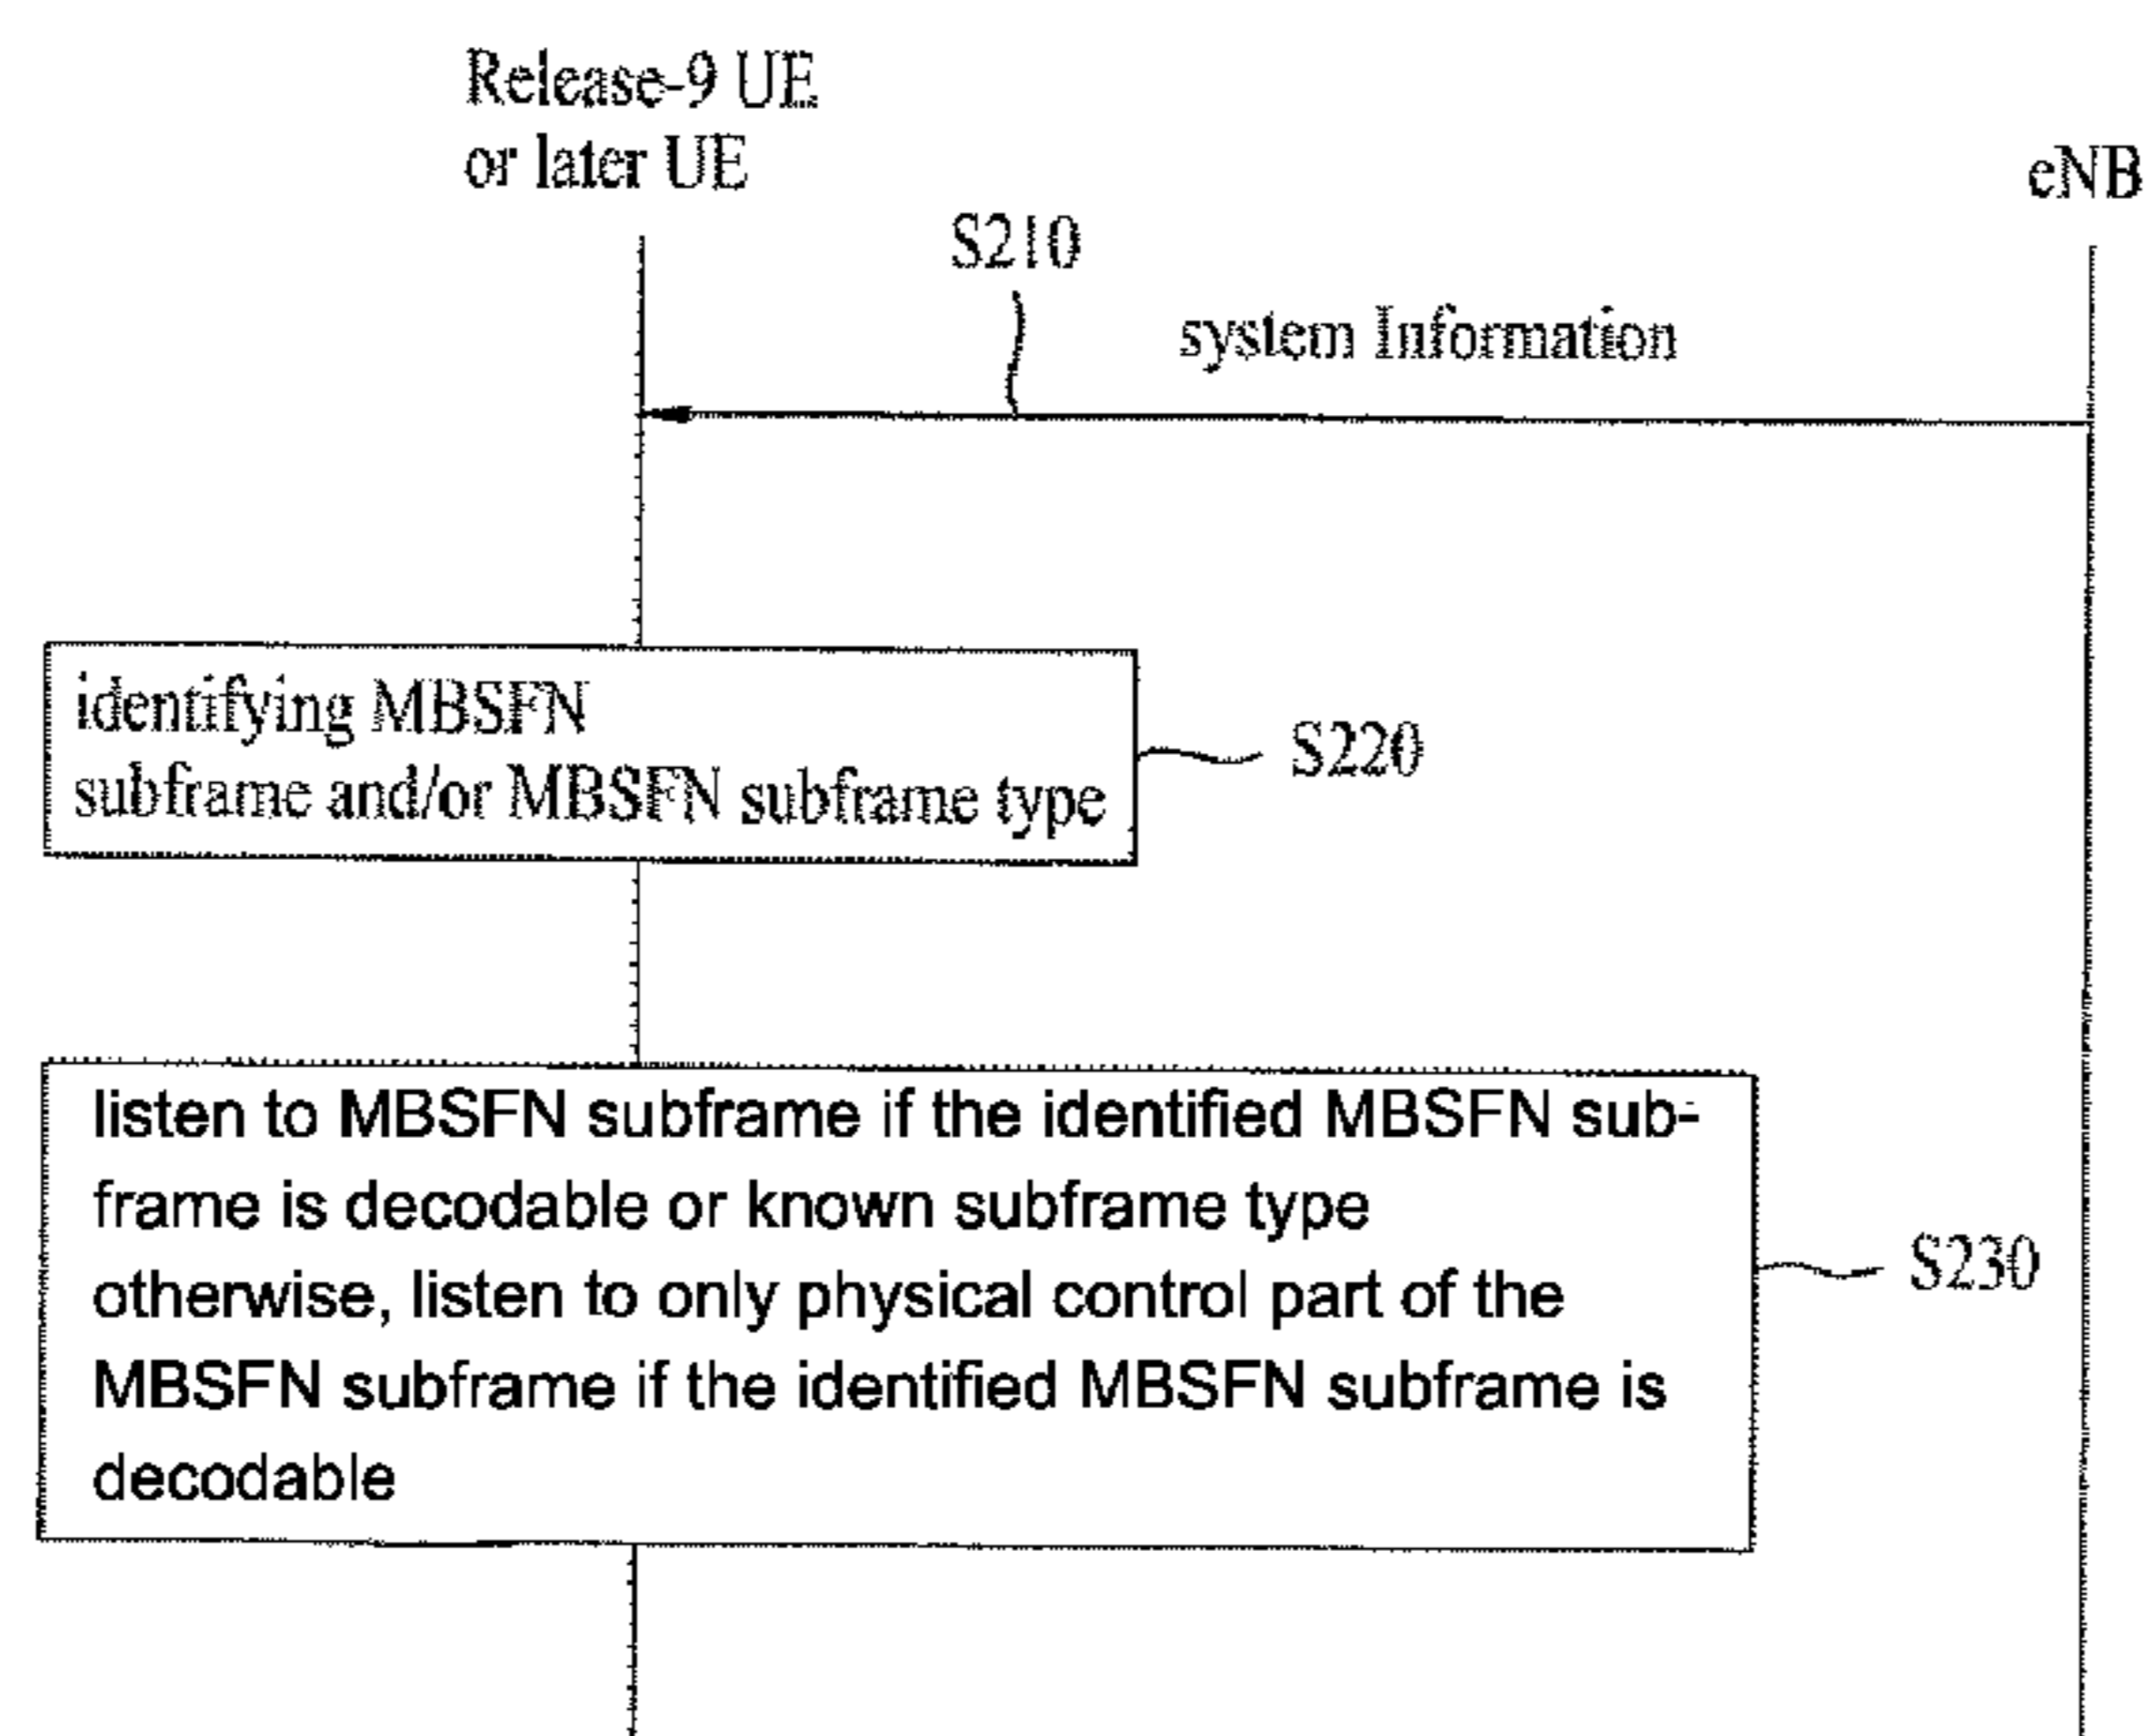 Release-9 UE
or later UE
eNB
S210
system Information
identifying MBSFN
subframe and/or MBSFN subframe type
S220
listen to MBSFN subframe if the identified MBSFN sub-
frame is decodable or known subframe type
otherwise, listen to only physical control part of the
MBSFN subframe if the identified MBSFN subframe is
decodable
S230